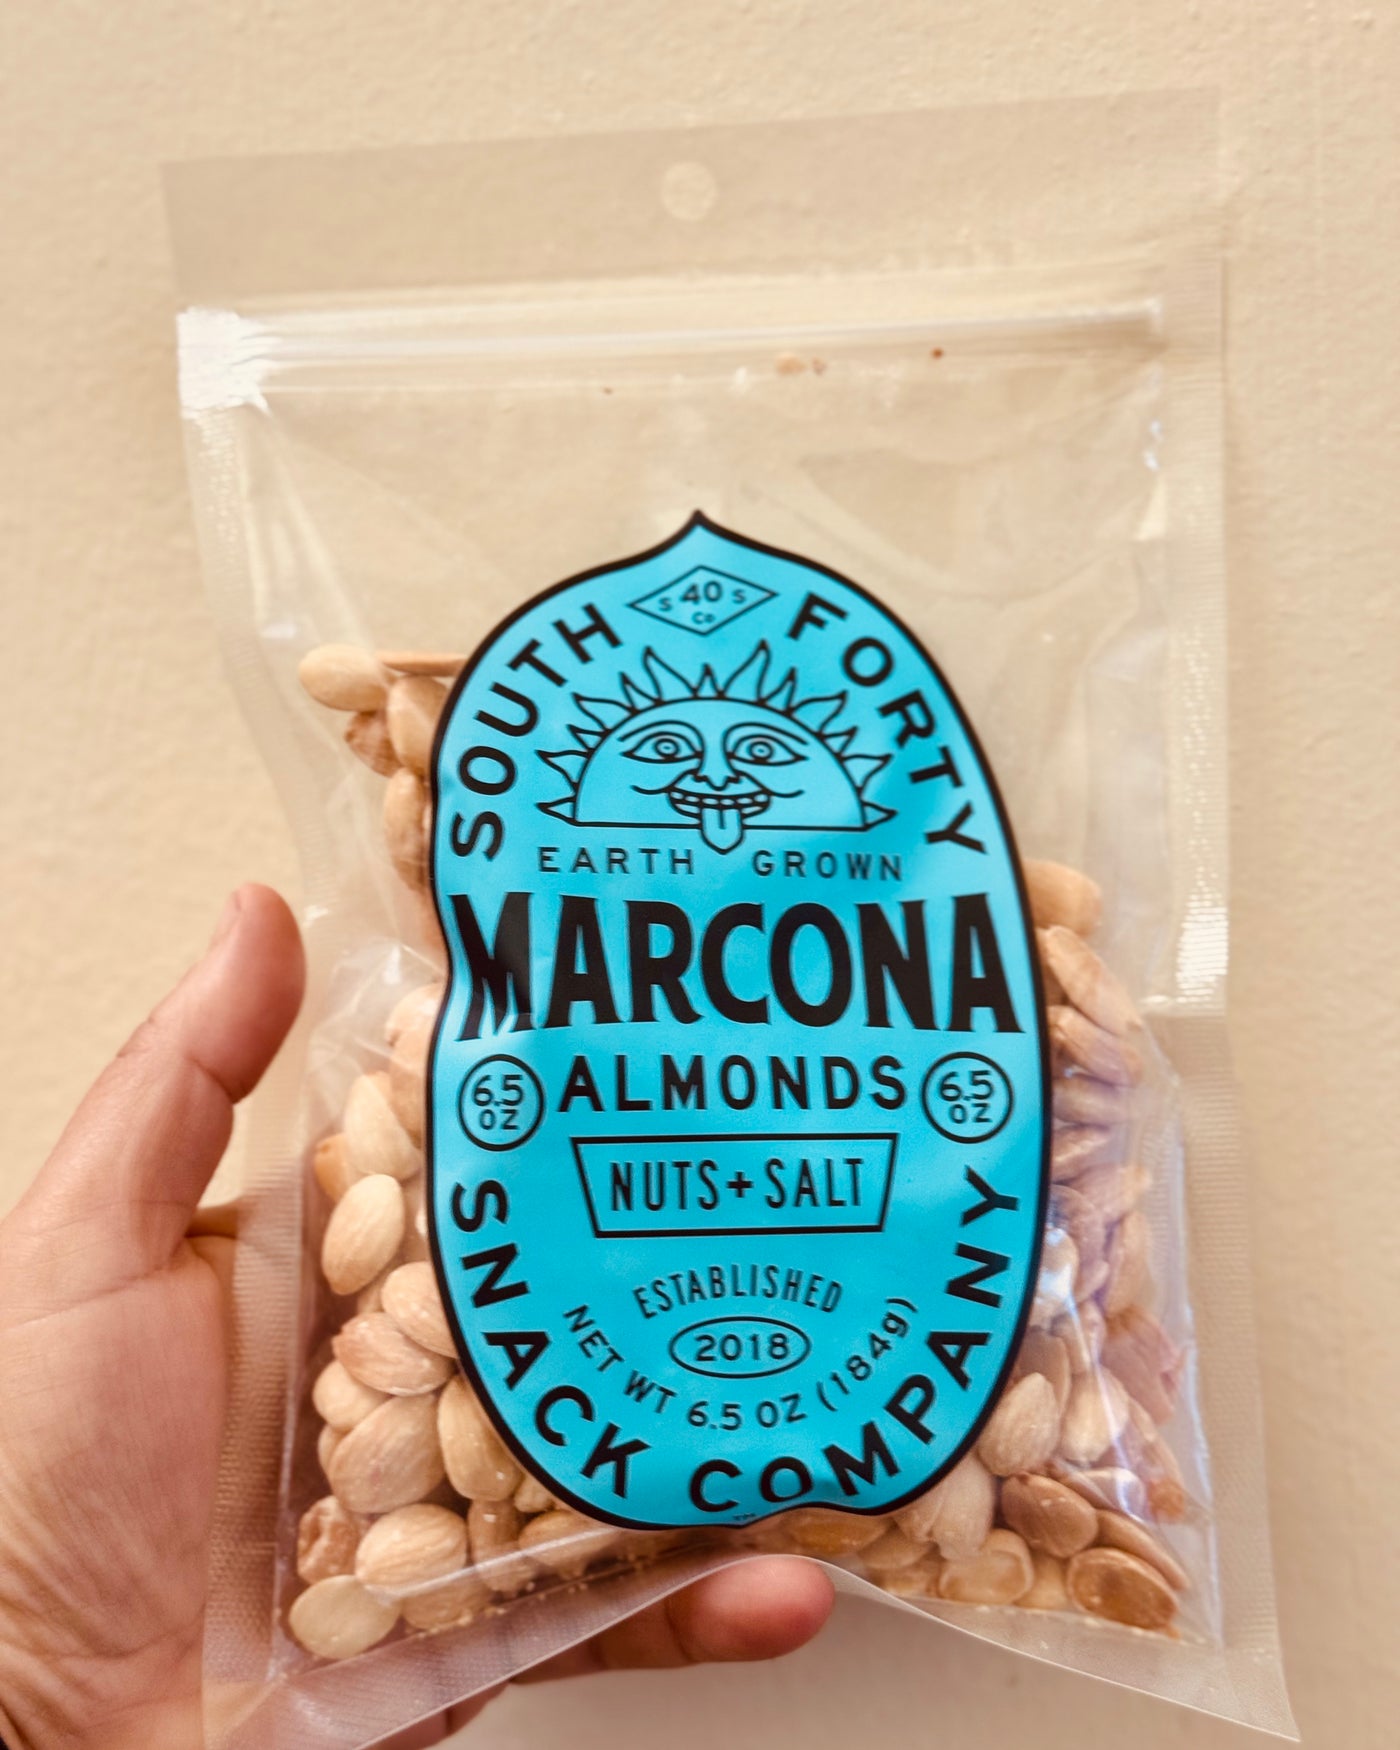 S 40 S
Co
SOUTH FORTY
EARTH GROWN
MARCONA
ALMONDS
6.5
OZ
6.5
OZ
NUTS+SALT
ESTABLISHED
2018
NET WT 6.5 OZ (184g)
SNACK COMPANY